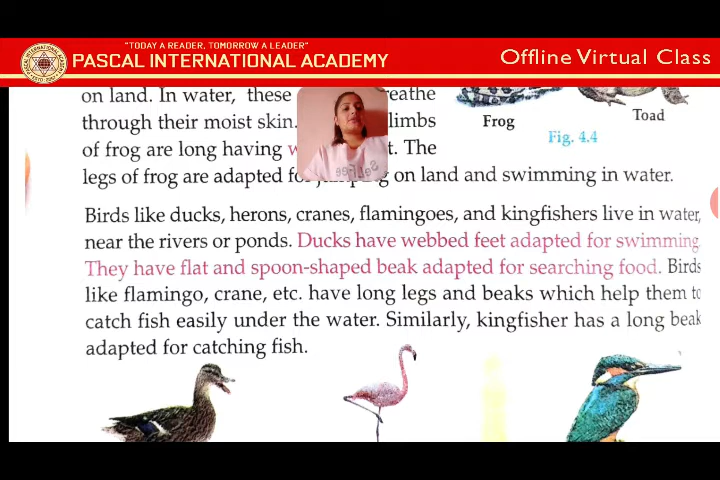 "TODAY A READER, TOMORROW A LEADER"
PASCAL INTERNATIONAL ACADEMY
Offline Virtual Class
on land. In water, these
through their moist skin. limbs
of frog are long having The
legs of frog are adapted for jumping on land and swimming in water.
Frog
Toad
Fig. 4.4
Birds like ducks, herons, cranes, flamingoes, and kingfishers live in water,
near the rivers or ponds. Ducks have webbed feet adapted for swimming.
They have flat and spoon-shaped beak adapted for searching food. Birds
like flamingo, crane, etc. have long legs and beaks which help them to
catch fish easily under the water. Similarly, kingfisher has a long beak
adapted for catching fish.